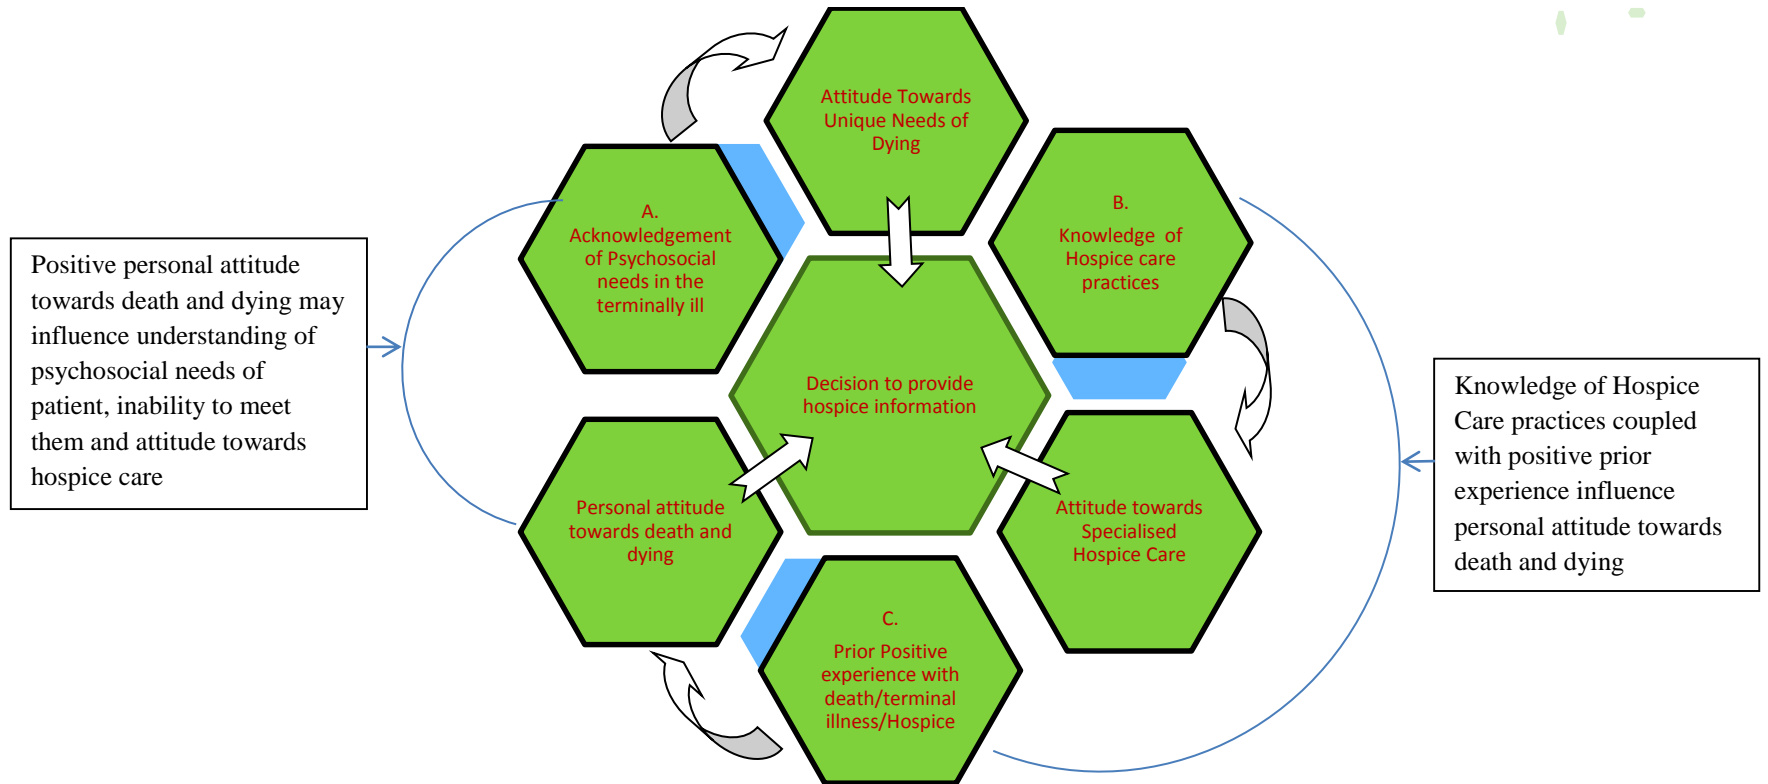 Attitude Towards
Unique Needs of
Dying
A.
Acknowledgement
of Psychosocial
needs in the
terminally ill
B.
Knowledge of
Hospice care
practices
Positive personal attitude
towards death and dying may
influence understanding of
psychosocial needs of
patient, inability to meet
them and attitude towards
hospice care
Decision to provide
hospice information
Knowledge of Hospice
Care practices coupled
with positive prior
experience influence
personal attitude towards
death and dying
Personal attitude
towards death and
dying
Attitude towards
Specialised
Hospice Care
C.
Prior Positive
experience with
death/terminal
illness/Hospice